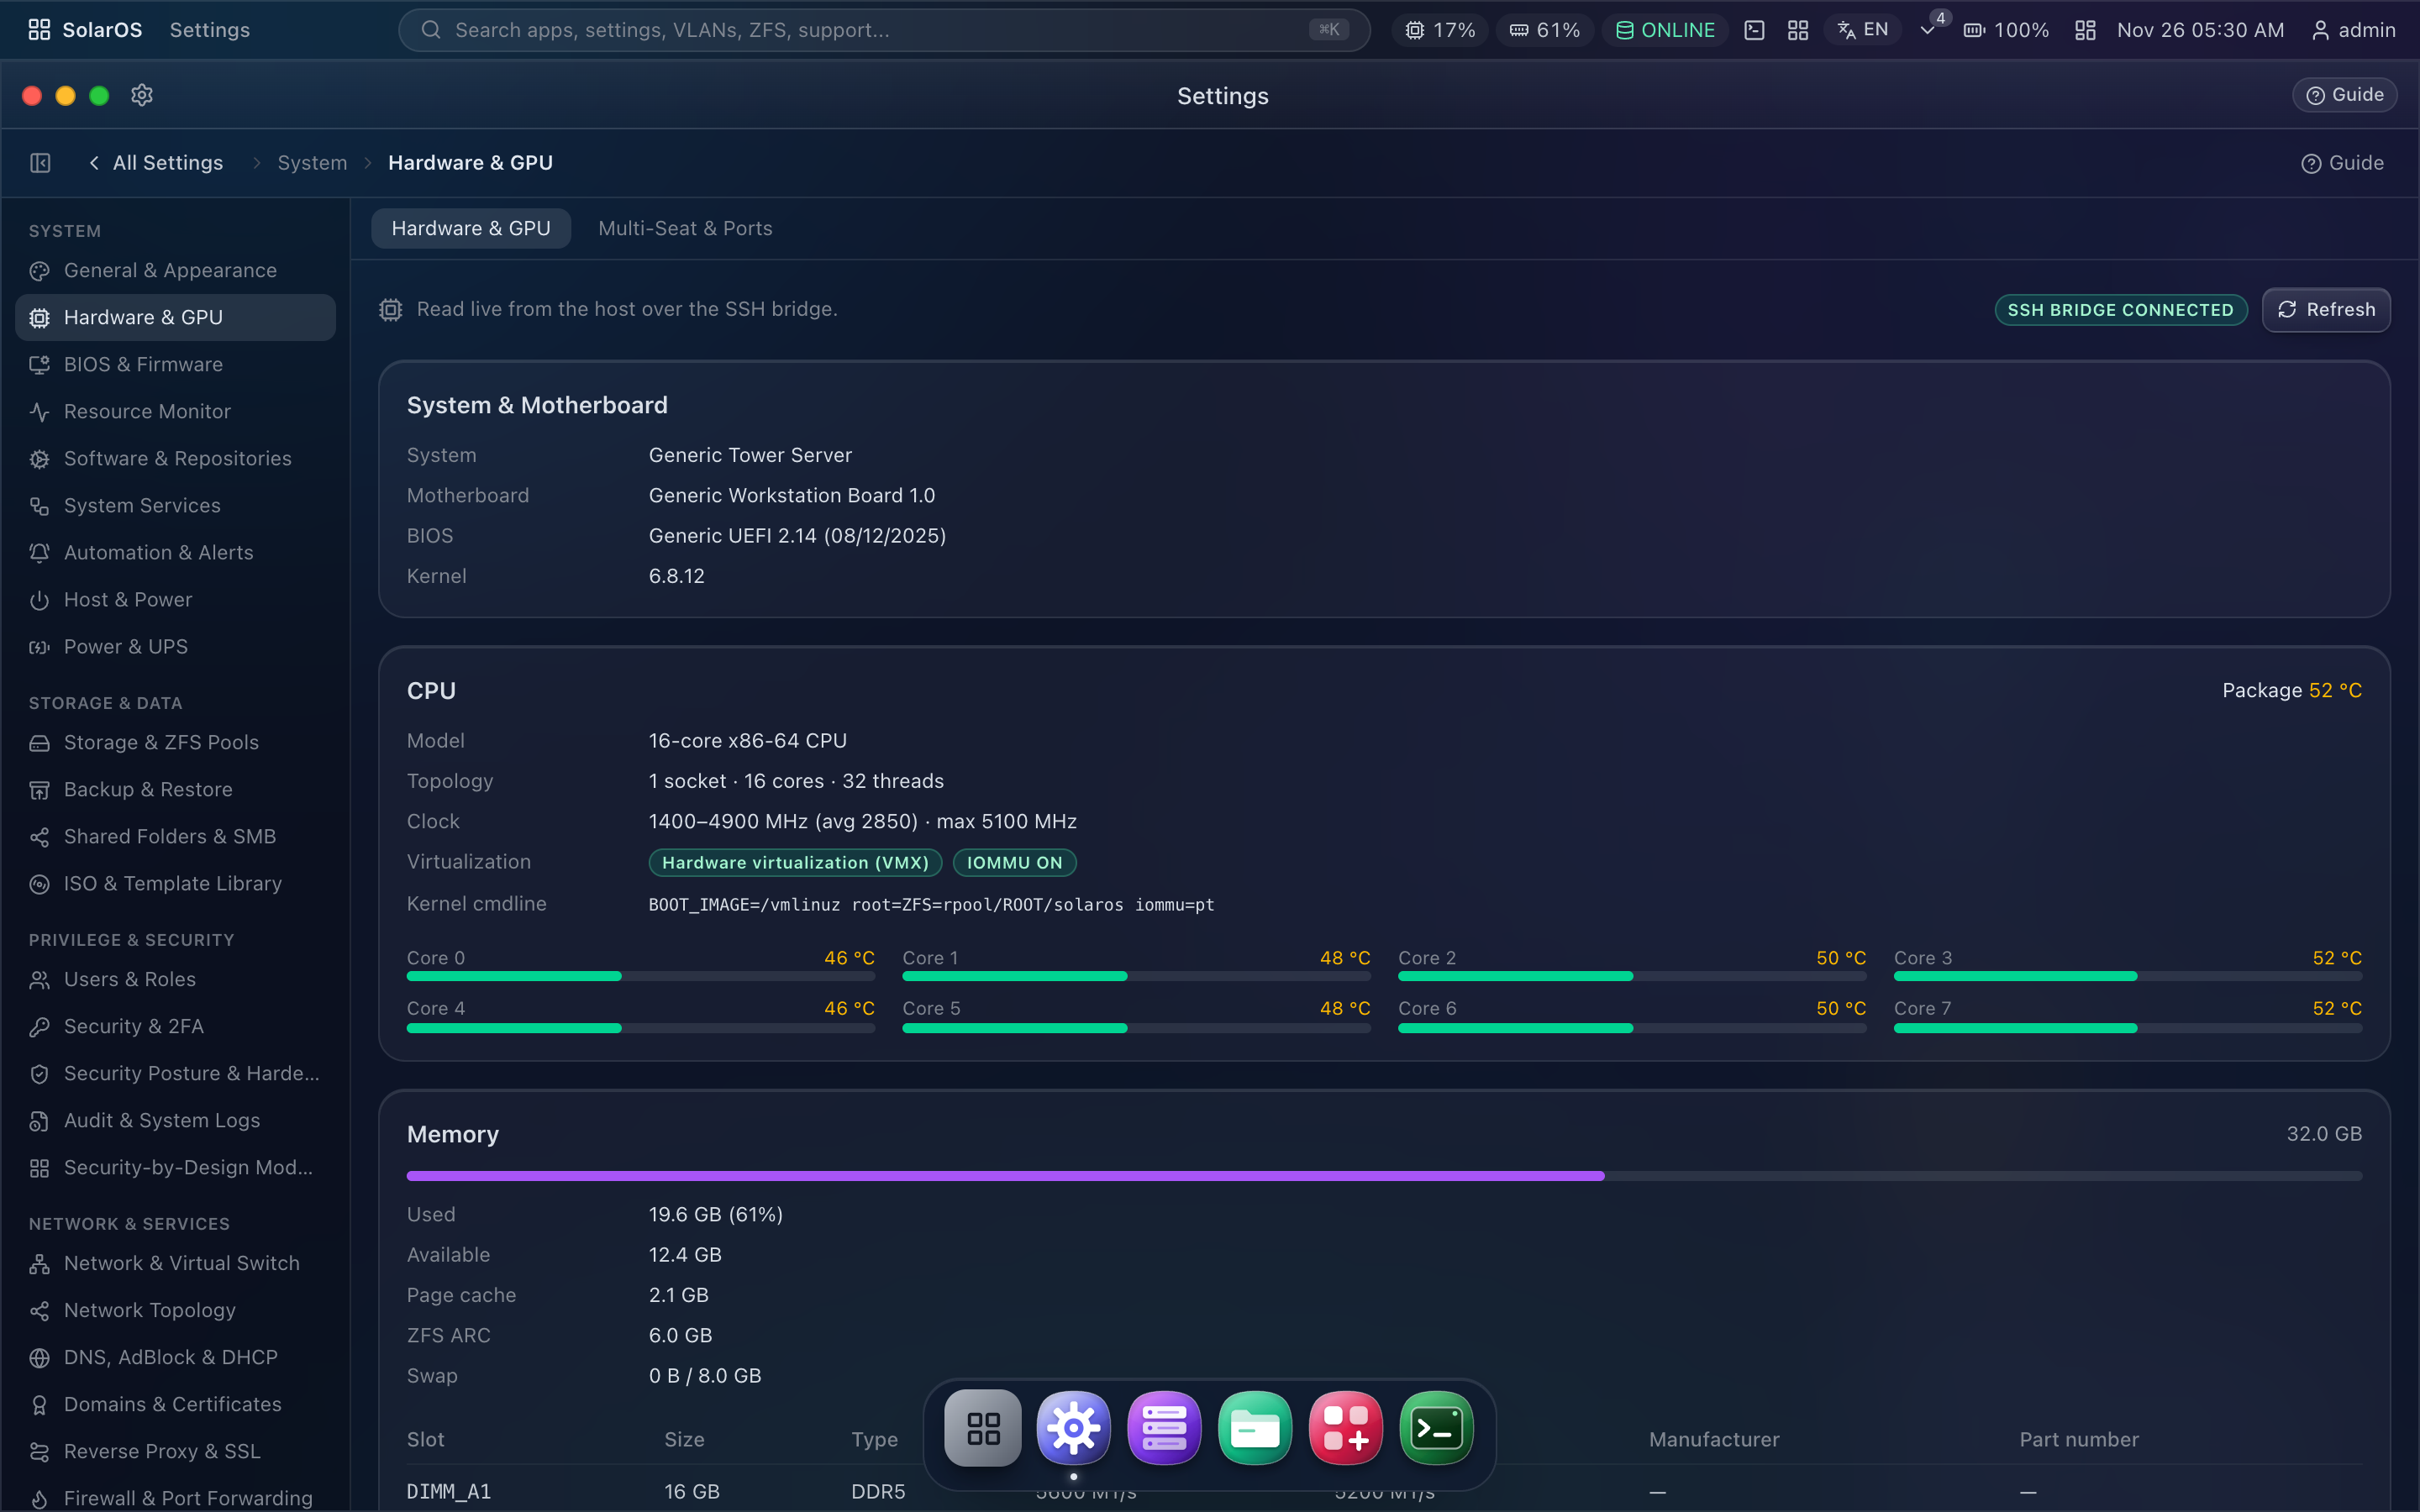 SolarOS Settings Search apps, settings, VLANs, ZFS, support... ⌘K 17% 61% ONLINE EN 4 100% Nov 26 05:30 AM admin
Settings Guide
All Settings System Hardware & GPU Guide
SYSTEM
General & Appearance
Hardware & GPU
BIOS & Firmware
Resource Monitor
Software & Repositories
System Services
Automation & Alerts
Host & Power
Power & UPS
STORAGE & DATA
Storage & ZFS Pools
Backup & Restore
Shared Folders & SMB
ISO & Template Library
PRIVILEGE & SECURITY
Users & Roles
Security & 2FA
Security Posture & Harde...
Audit & System Logs
Security-by-Design Mod...
NETWORK & SERVICES
Network & Virtual Switch
Network Topology
DNS, AdBlock & DHCP
Domains & Certificates
Reverse Proxy & SSL
Firewall & Port Forwarding
Hardware & GPU Multi-Seat & Ports
Read live from the host over the SSH bridge. SSH BRIDGE CONNECTED Refresh
System & Motherboard
System Generic Tower Server
Motherboard Generic Workstation Board 1.0
BIOS Generic UEFI 2.14 (08/12/2025)
Kernel 6.8.12
CPU Package 52 °C
Model 16-core x86-64 CPU
Topology 1 socket · 16 cores · 32 threads
Clock 1400–4900 MHz (avg 2850) · max 5100 MHz
Virtualization Hardware virtualization (VMX) IOMMU ON
Kernel cmdline BOOT_IMAGE=/vmlinuz root=ZFS=rpool/ROOT/solaros iommu=pt
Core 0 46 °C Core 1 48 °C Core 2 50 °C Core 3 52 °C
Core 4 46 °C Core 5 48 °C Core 6 50 °C Core 7 52 °C
Memory 32.0 GB
Used 19.6 GB (61%)
Available 12.4 GB
Page cache 2.1 GB
ZFS ARC 6.0 GB
Swap 0 B / 8.0 GB
Slot Size Type Manufacturer Part number
DIMM_A1 16 GB DDR5 5600 MT/s 5200 MT/s — —